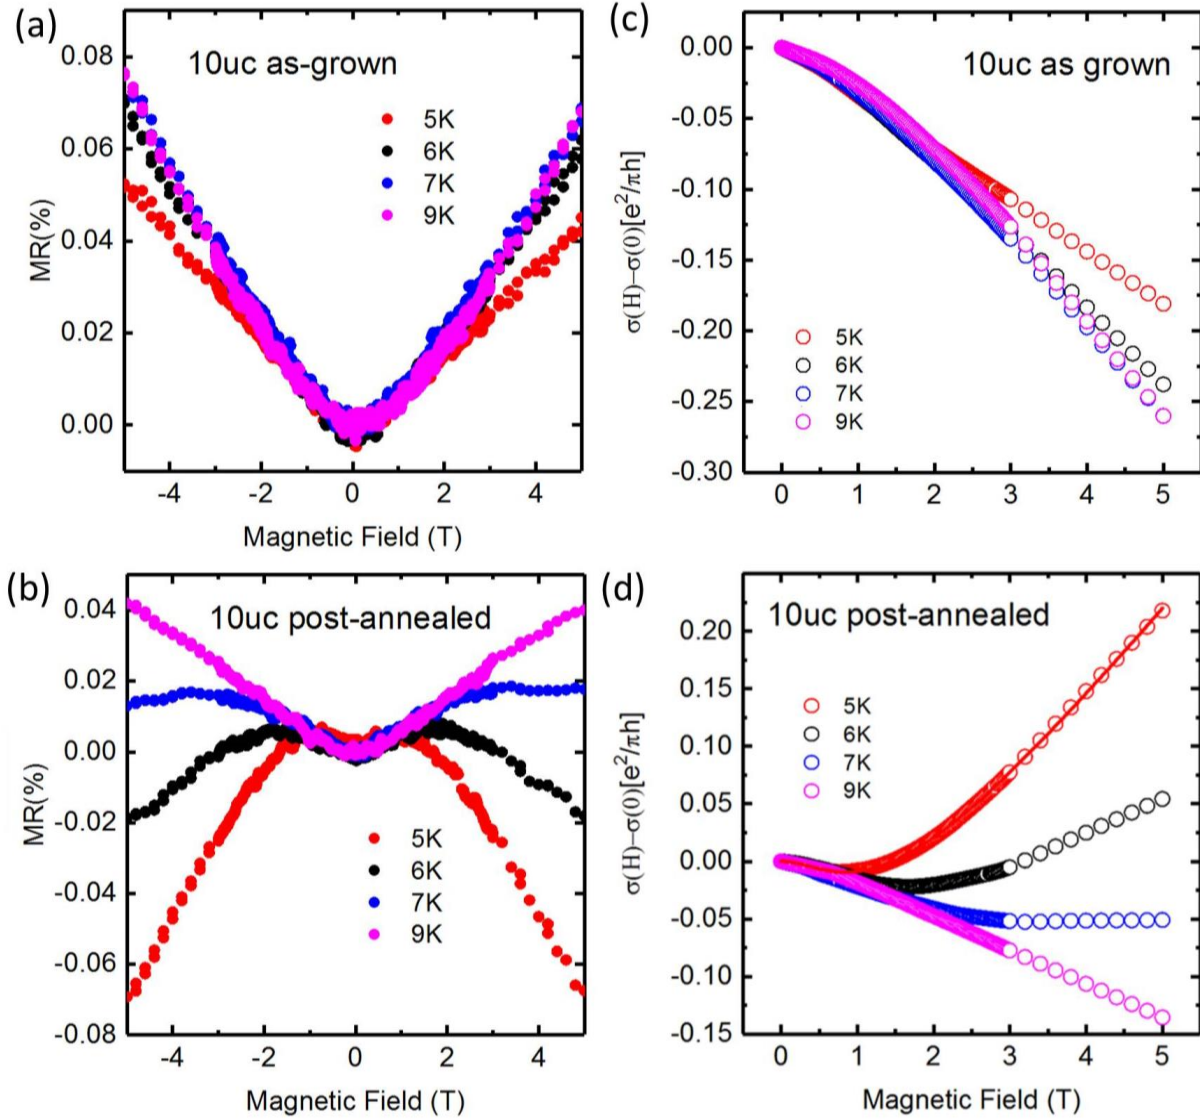 (a)
10uc as-grown
5K
6K
7K
9K
MR(%)
0.08
0.06
0.04
0.02
0.00
-4
-2
0
2
4
Magnetic Field (T)
(c)
10uc as grown
σ(H)−σ(0)[e²/πh]
0.00
-0.05
-0.10
-0.15
-0.20
-0.25
-0.30
5K
6K
7K
9K
0
1
2
3
4
5
(b)
10uc post-annealed
MR(%)
0.04
0.02
0.00
-0.02
-0.04
-0.06
-0.08
5K
6K
7K
9K
-4
-2
0
2
4
Magnetic Field (T)
(d)
10uc post-annealed
σ(H)−σ(0)[e²/πh]
0.20
0.15
0.10
0.05
0.00
-0.05
-0.10
-0.15
5K
6K
7K
9K
0
1
2
3
4
5
Magnetic Field (T)